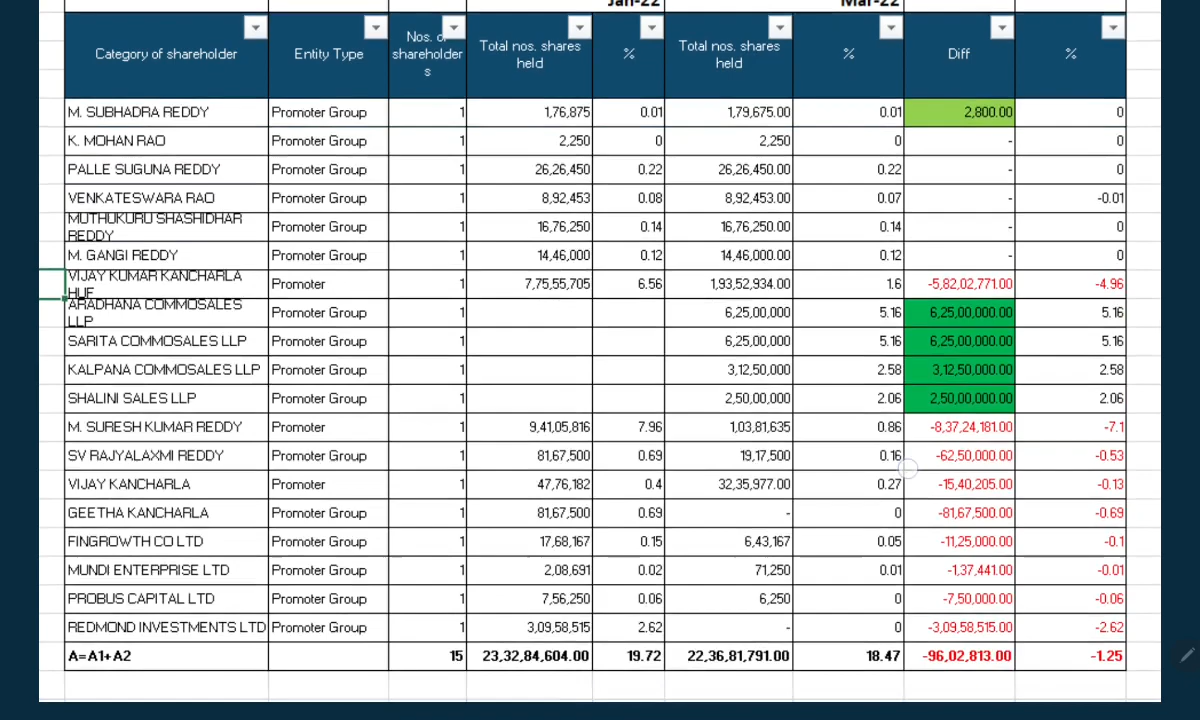 Jan-22 Mar-22
Category of shareholder Entity Type Nos. of shareholders Total nos. shares held % Total nos. shares held % Diff %
M. SUBHADRA REDDY Promoter Group 1 1,76,875 0.01 1,79,675.00 0.01 2,800.00 0
K. MOHAN RAO Promoter Group 1 2,250 0 2,250 0 - 0
PALLE SUGUNA REDDY Promoter Group 1 26,26,450 0.22 26,26,450.00 0.22 - 0
VENKATESWARA RAO Promoter Group 1 8,92,453 0.08 8,92,453.00 0.07 - -0.01
MUTHUKURU SHASHIDHAR REDDY Promoter Group 1 16,76,250 0.14 16,76,250.00 0.14 - 0
M. GANGI REDDY Promoter Group 1 14,46,000 0.12 14,46,000.00 0.12 - 0
VIJAY KUMAR KANCHARLA HUF Promoter 1 7,75,55,705 6.56 1,93,52,934.00 1.6 -5,82,02,771.00 -4.96
ARADHANA COMMOSALES LLP Promoter Group 1 6,25,00,000 5.16 6,25,00,000.00 5.16
SARITA COMMOSALES LLP Promoter Group 1 6,25,00,000 5.16 6,25,00,000.00 5.16
KALPANA COMMOSALES LLP Promoter Group 1 3,12,50,000 2.58 3,12,50,000.00 2.58
SHALINI SALES LLP Promoter Group 1 2,50,00,000 2.06 2,50,00,000.00 2.06
M. SURESH KUMAR REDDY Promoter 1 9,41,05,816 7.96 1,03,81,635 0.86 -8,37,24,181.00 -7.1
SV RAJYALAXMI REDDY Promoter Group 1 81,67,500 0.69 19,17,500 0.16 -62,50,000.00 -0.53
VIJAY KANCHARLA Promoter 1 47,76,182 0.4 32,35,977.00 0.27 -15,40,205.00 -0.13
GEETHA KANCHARLA Promoter Group 1 81,67,500 0.69 - 0 -81,67,500.00 -0.69
FINGROWTH CO LTD Promoter Group 1 17,68,167 0.15 6,43,167 0.05 -11,25,000.00 -0.1
MUNDI ENTERPRISE LTD Promoter Group 1 2,08,691 0.02 71,250 0.01 -1,37,441.00 -0.01
PROBUS CAPITAL LTD Promoter Group 1 7,56,250 0.06 6,250 0 -7,50,000.00 -0.06
REDMOND INVESTMENTS LTD Promoter Group 1 3,09,58,515 2.62 - 0 -3,09,58,515.00 -2.62
A=A1+A2 15 23,32,84,604.00 19.72 22,36,81,791.00 18.47 -96,02,813.00 -1.25